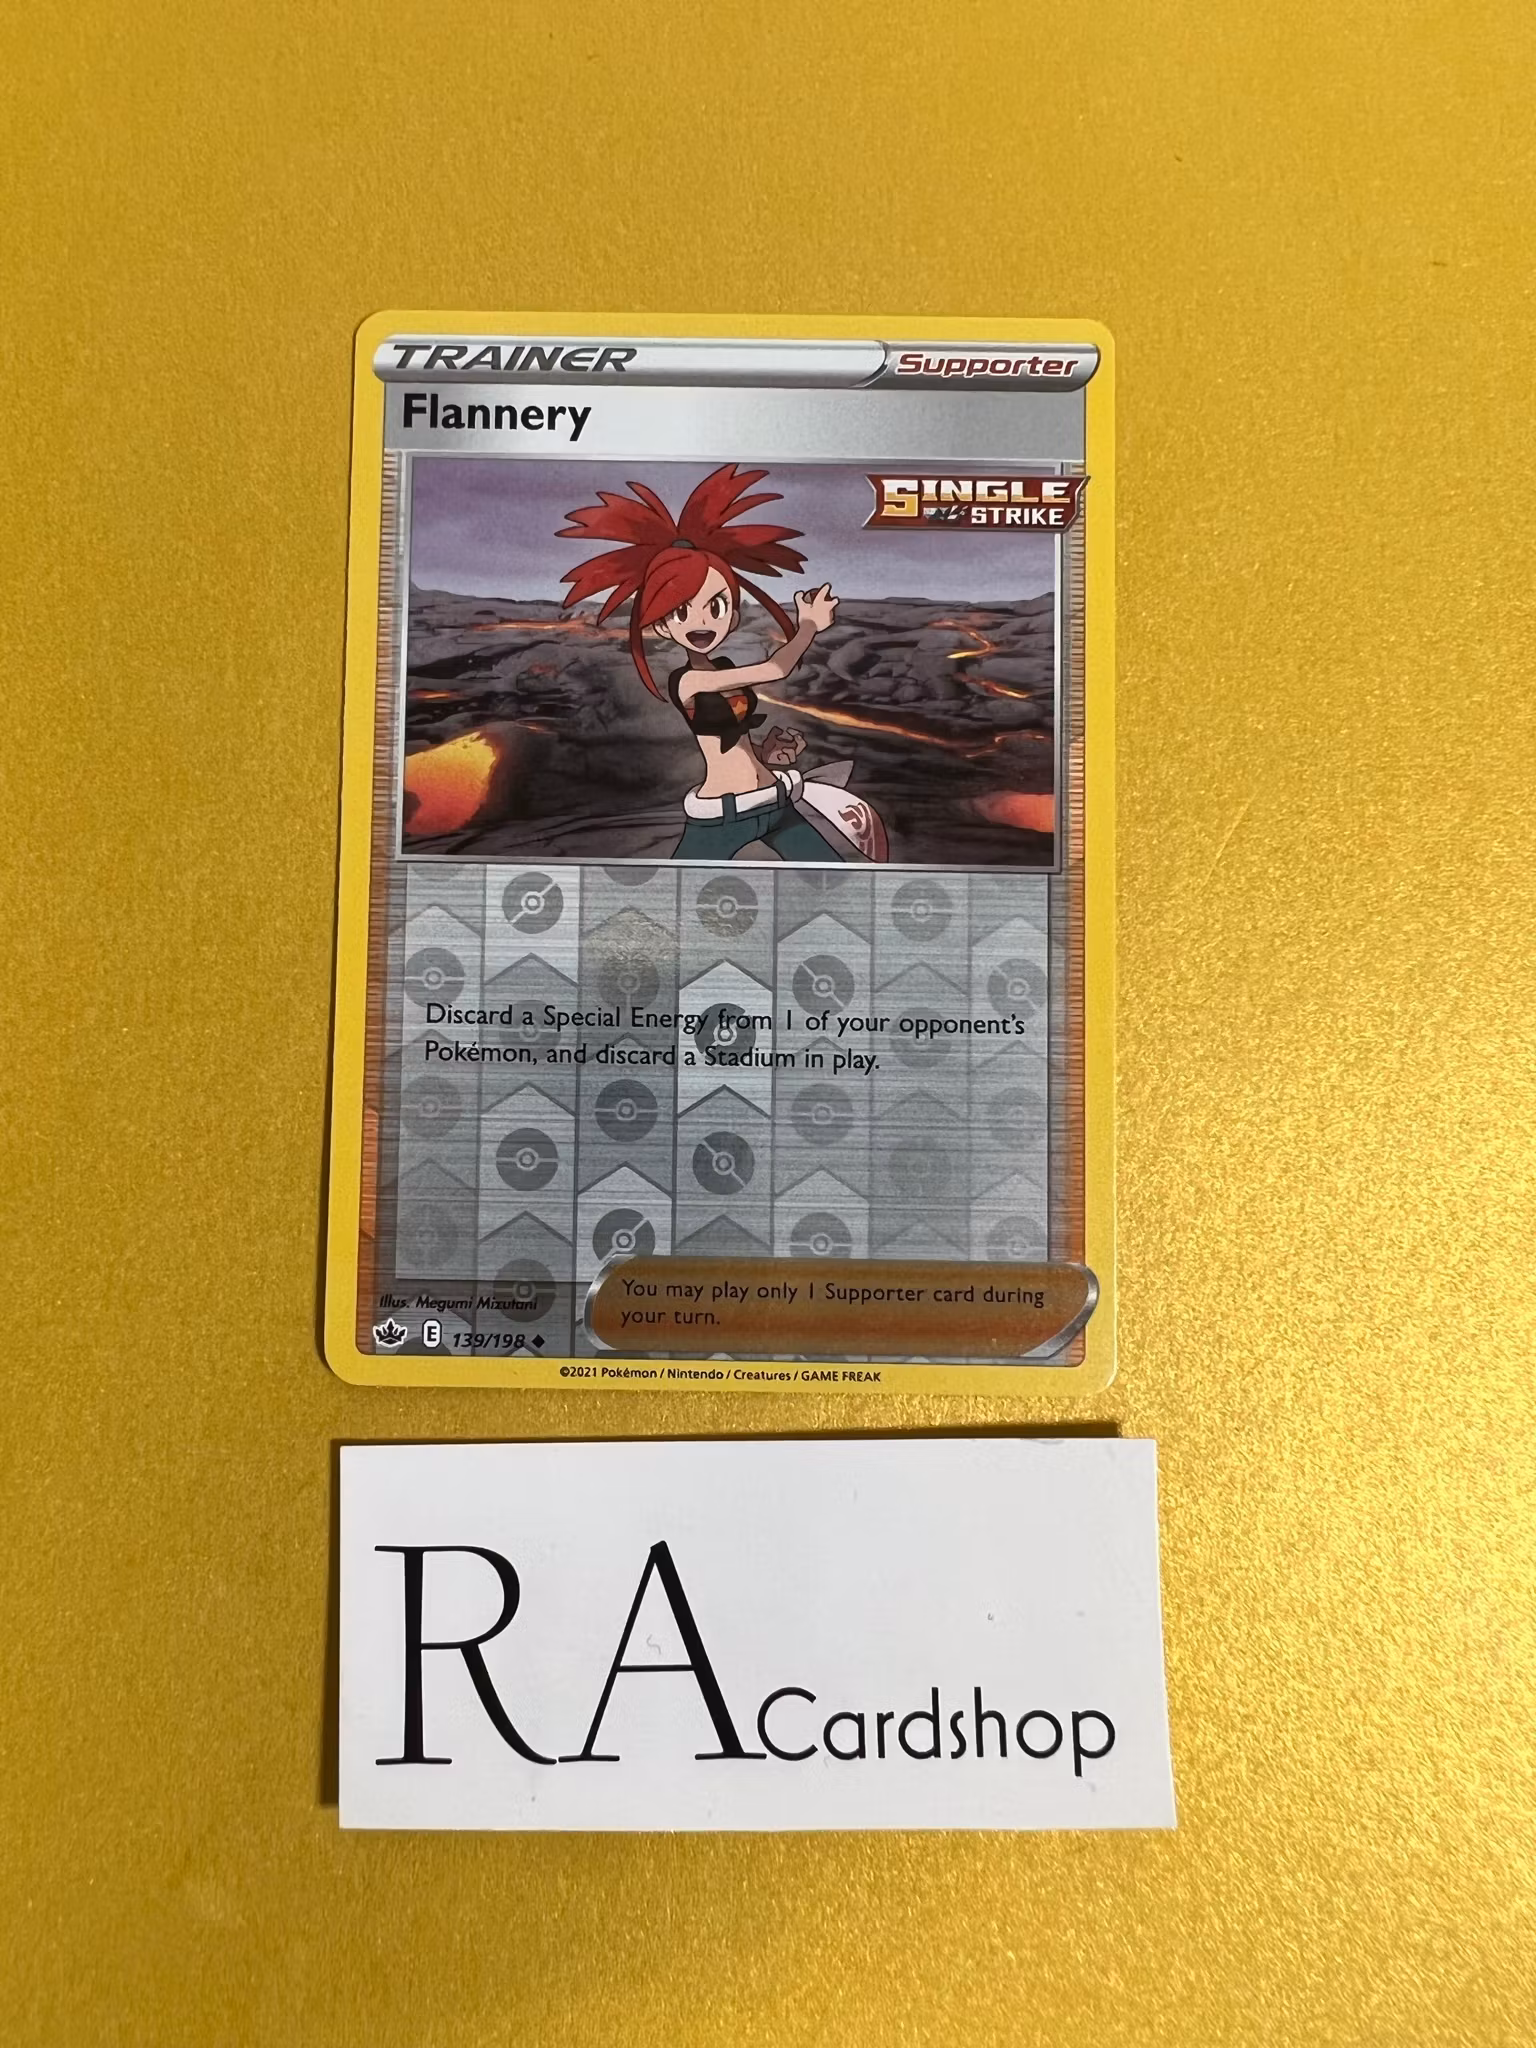 TRAINER
Supporter
Flannery
SINGLE
STRIKE
Discard a Special Energy from 1 of your opponent's
Pokémon, and discard a Stadium in play.
Illus. Megumi Mizutani
You may play only 1 Supporter card during
your turn.
E 139/198
©2021 Pokémon / Nintendo / Creatures / GAME FREAK
RA Cardshop